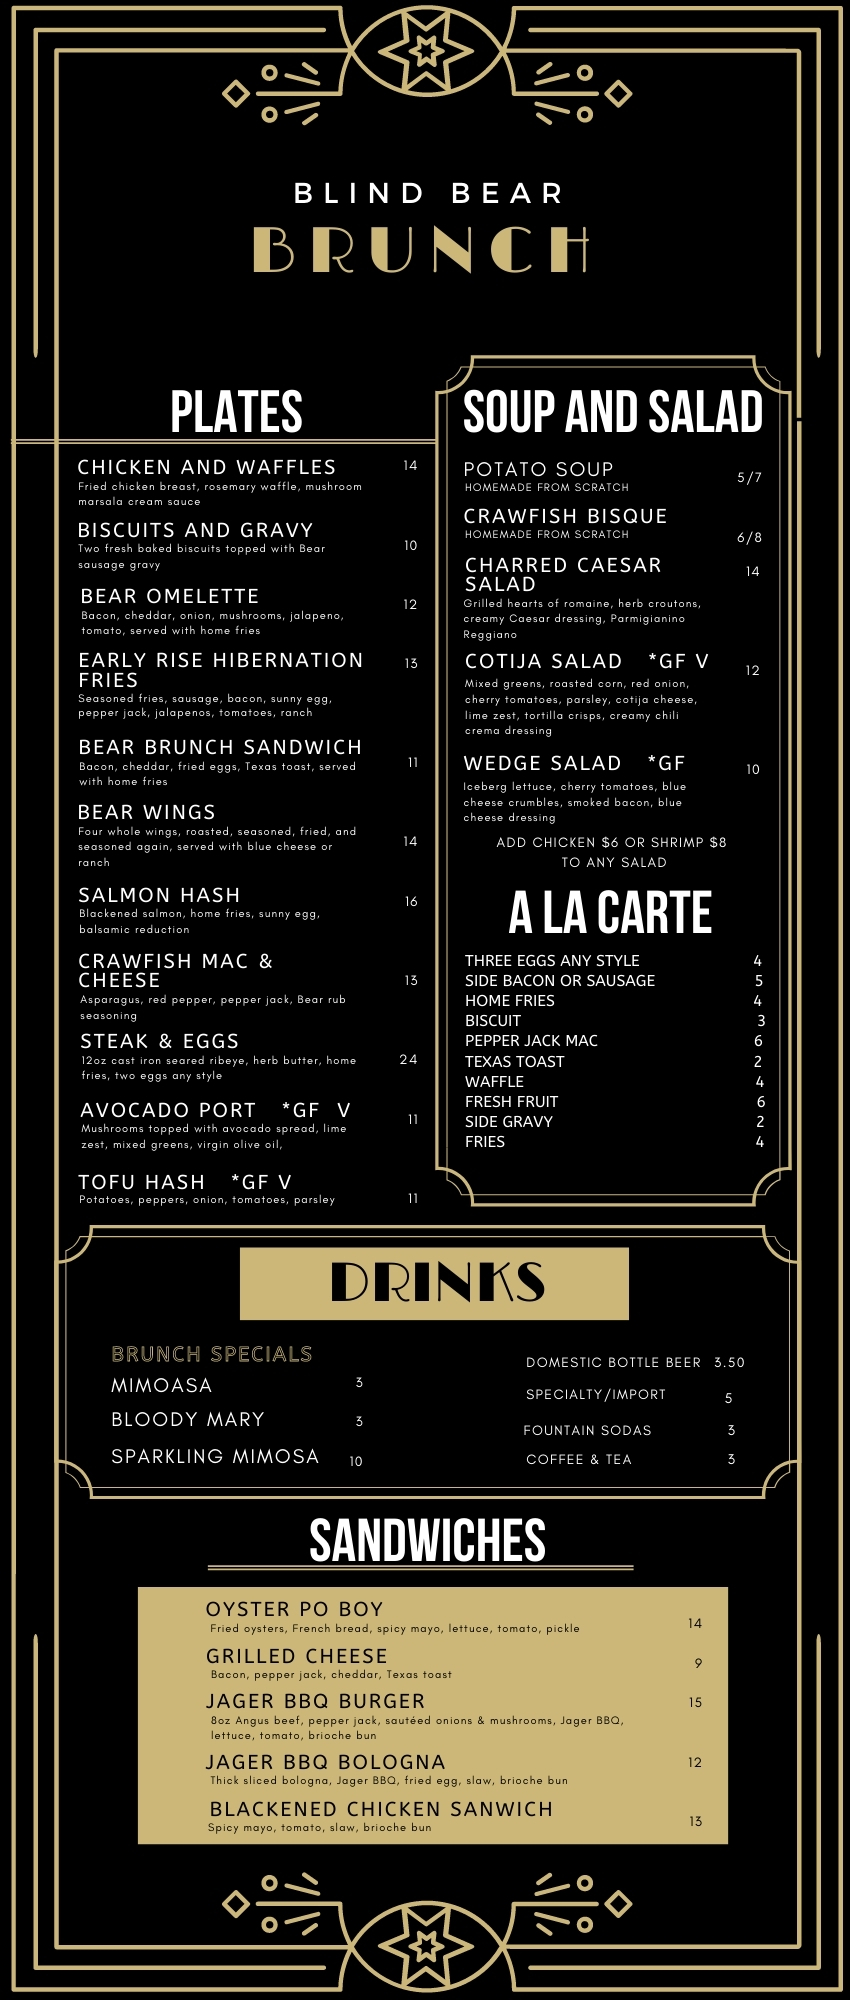 BLIND BEAR
BRUNCH
PLATES
CHICKEN AND WAFFLES 14
Fried chicken breast, rosemary waffle, mushroom
marsala cream sauce
BISCUITS AND GRAVY
Two fresh baked biscuits topped with Bear 10
sausage gravy
BEAR OMELETTE 12
Bacon, cheddar, onion, mushrooms, jalapeno,
tomato, served with home fries
EARLY RISE HIBERNATION 13
FRIES
Seasoned fries, sausage, bacon, sunny egg,
pepper jack, jalapenos, tomatoes, ranch
BEAR BRUNCH SANDWICH
Bacon, cheddar, fried eggs, Texas toast, served 11
with home fries
BEAR WINGS
Four whole wings, roasted, seasoned, fried, and
seasoned again, served with blue cheese or 14
ranch
SALMON HASH 16
Blackened salmon, home fries, sunny egg,
balsamic reduction
CRAWFISH MAC &
CHEESE 13
Asparagus, red pepper, pepper jack, Bear rub
seasoning
STEAK & EGGS
12oz cast iron seared ribeye, herb butter, home 24
fries, two eggs any style
AVOCADO PORT *GF V 11
Mushrooms topped with avocado spread, lime
zest, mixed greens, virgin olive oil,
TOFU HASH *GF V
Potatoes, peppers, onion, tomatoes, parsley 11
SOUP AND SALAD
POTATO SOUP 5/7
HOMEMADE FROM SCRATCH
CRAWFISH BISQUE
HOMEMADE FROM SCRATCH 6/8
CHARRED CAESAR 14
SALAD
Grilled hearts of romaine, herb croutons,
creamy Caesar dressing, Parmigianino
Reggiano
COTIJA SALAD *GF V 12
Mixed greens, roasted corn, red onion,
cherry tomatoes, parsley, cotija cheese,
lime zest, tortilla crisps, creamy chili
crema dressing
WEDGE SALAD *GF 10
Iceberg lettuce, cherry tomatoes, blue
cheese crumbles, smoked bacon, blue
cheese dressing
ADD CHICKEN $6 OR SHRIMP $8
TO ANY SALAD
A LA CARTE
THREE EGGS ANY STYLE 4
SIDE BACON OR SAUSAGE 5
HOME FRIES 4
BISCUIT 3
PEPPER JACK MAC 6
TEXAS TOAST 2
WAFFLE 4
FRESH FRUIT 6
SIDE GRAVY 2
FRIES 4
DRINKS
BRUNCH SPECIALS
MIMOASA 3
BLOODY MARY 3
SPARKLING MIMOSA 10
DOMESTIC BOTTLE BEER 3.50
SPECIALTY/IMPORT 5
FOUNTAIN SODAS 3
COFFEE & TEA 3
SANDWICHES
OYSTER PO BOY 14
Fried oysters, French bread, spicy mayo, lettuce, tomato, pickle
GRILLED CHEESE 9
Bacon, pepper jack, cheddar, Texas toast
JAGER BBQ BURGER 15
8oz Angus beef, pepper jack, sautéed onions & mushrooms, Jager BBQ,
lettuce, tomato, brioche bun
JAGER BBQ BOLOGNA 12
Thick sliced bologna, Jager BBQ, fried egg, slaw, brioche bun
BLACKENED CHICKEN SANWICH 13
Spicy mayo, tomato, slaw, brioche bun